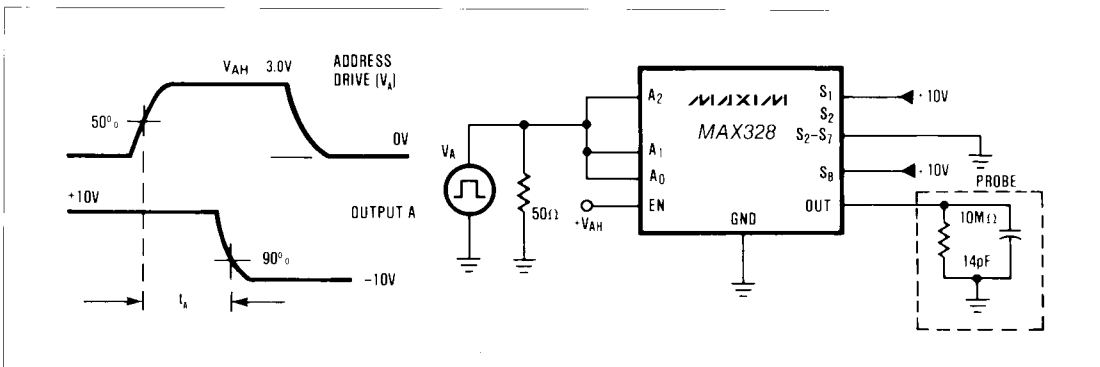 VAH 3.0V
ADDRESS
DRIVE (VA)
50%
0V
+10V
OUTPUT A
90%
-10V
tA
VA
50Ω
+VAH
A2
A1
A0
EN
MAXIM
MAX328
GND
S1
S2
S2-S7
S8
OUT
· 10V
· 10V
PROBE
10MΩ
14pF